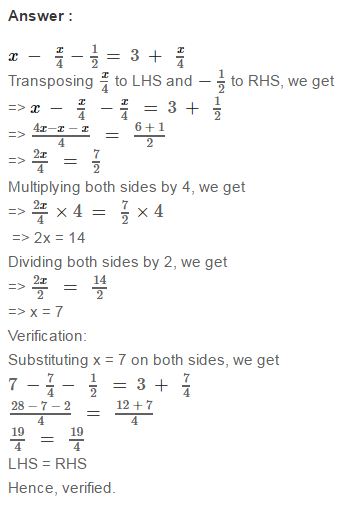 Answer :
x − x/4 − 1/2 = 3 + x/4
Transposing x/4 to LHS and − 1/2 to RHS, we get
=> x − x/4 − x/4 = 3 + 1/2
=> (4x−x−x)/4 = (6+1)/2
=> 2x/4 = 7/2
Multiplying both sides by 4, we get
=> 2x/4 × 4 = 7/2 × 4
=> 2x = 14
Dividing both sides by 2, we get
=> 2x/2 = 14/2
=> x = 7
Verification:
Substituting x = 7 on both sides, we get
7 − 7/4 − 1/2 = 3 + 7/4
(28−7−2)/4 = (12+7)/4
19/4 = 19/4
LHS = RHS
Hence, verified.